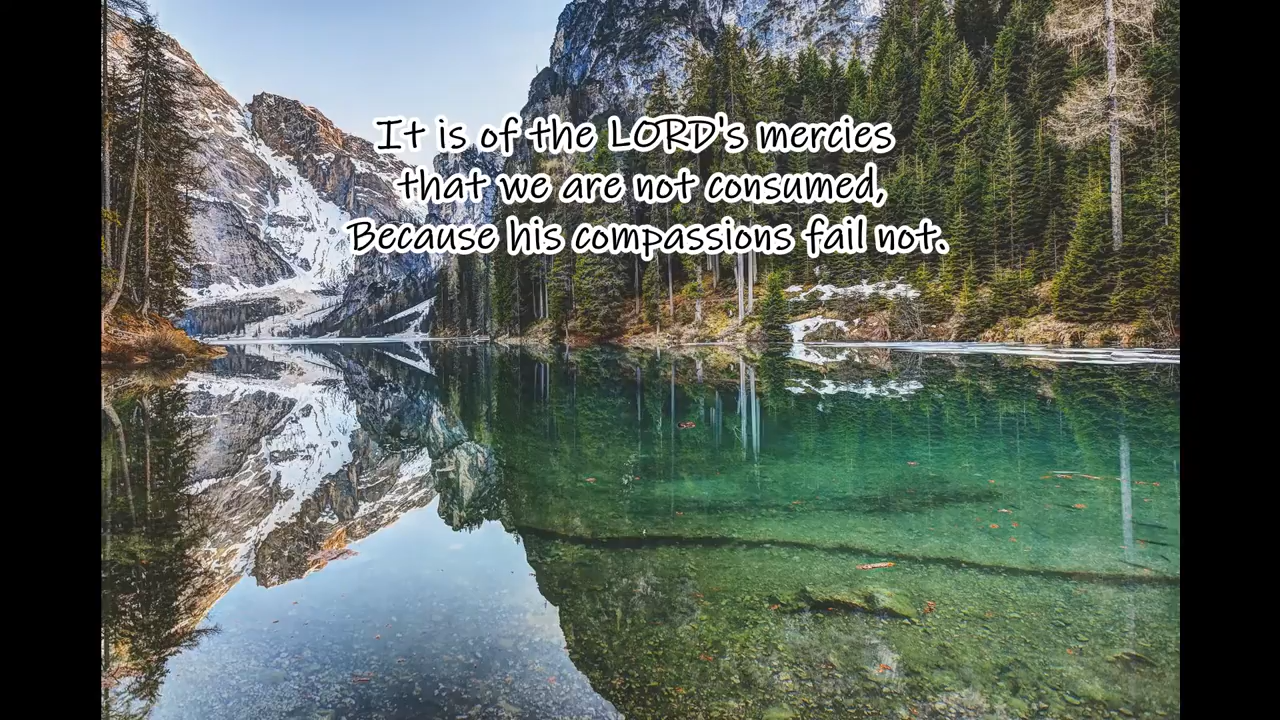 It is of the LORD's mercies
that we are not consumed,
Because his compassions fail not.